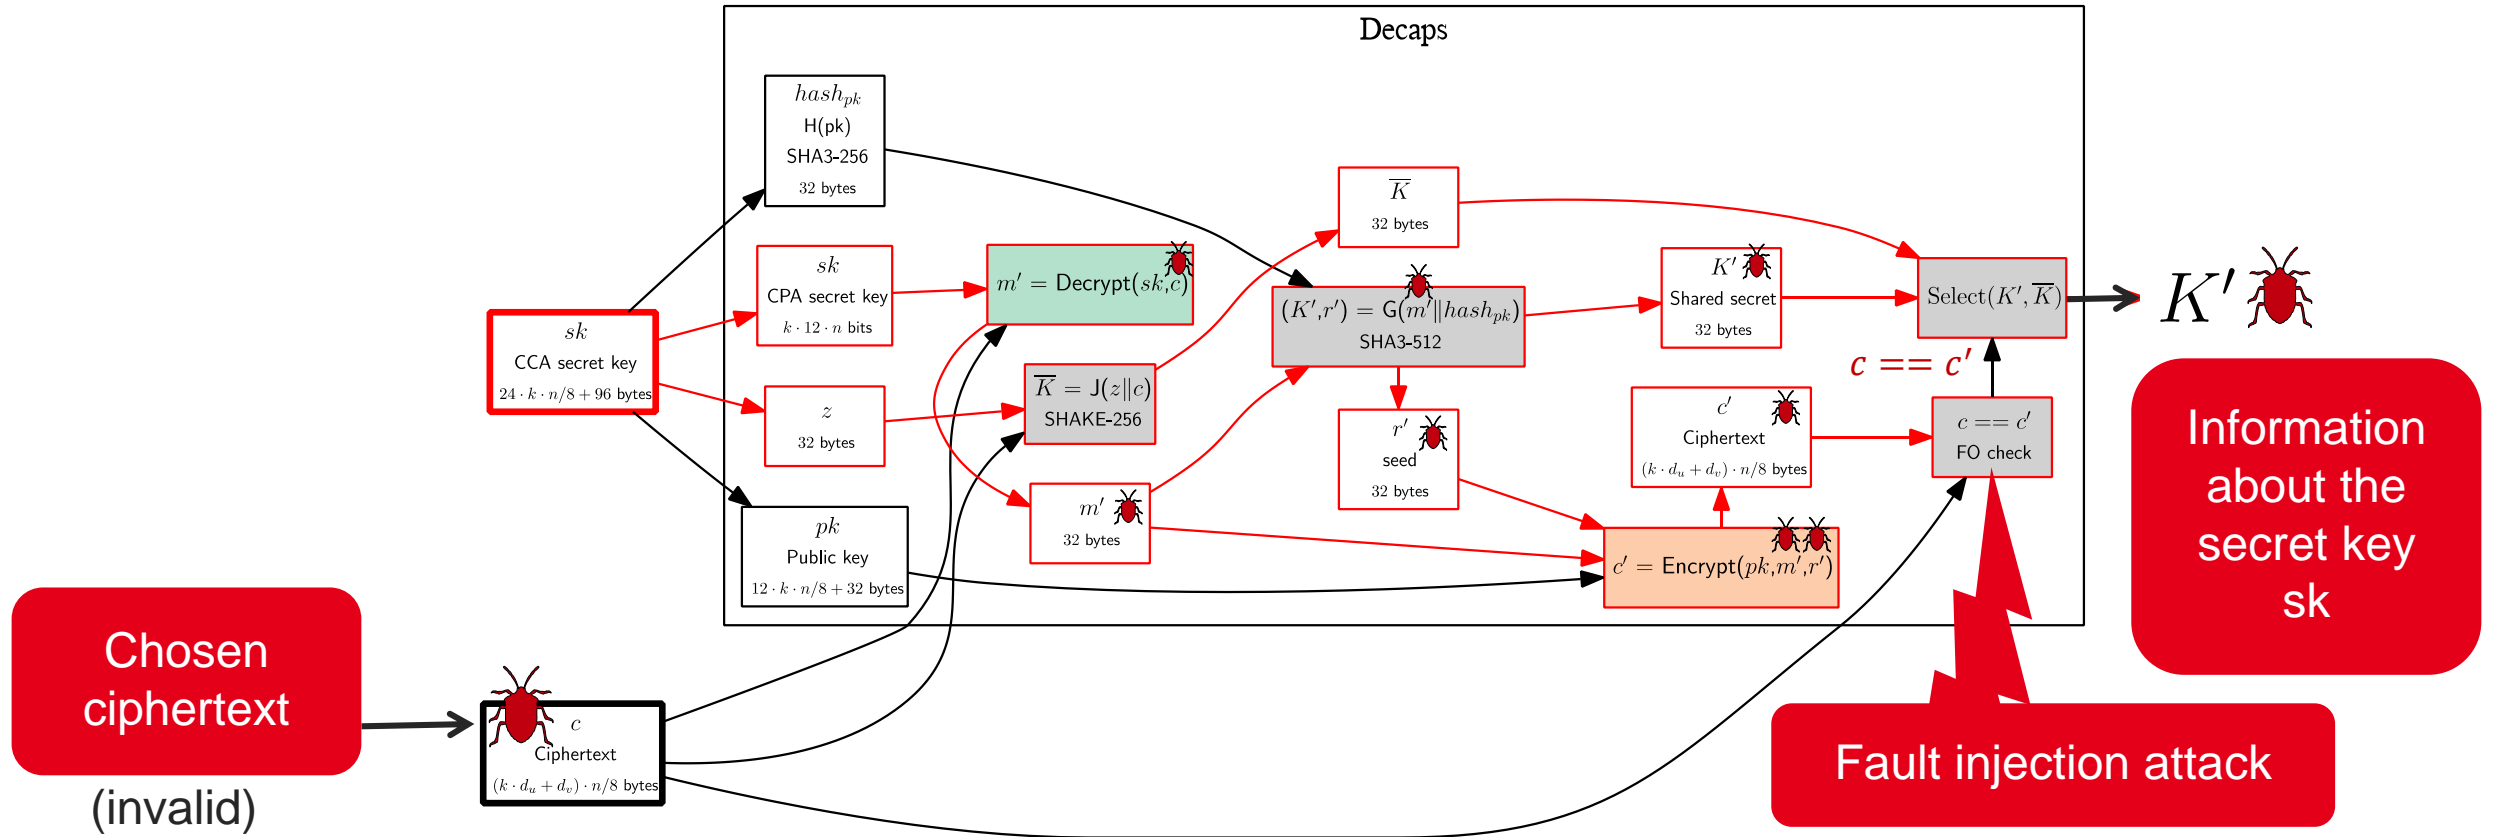 Decaps
hash_pk
H(pk)
SHA3-256
32 bytes
sk
CPA secret key
k · 12 · n bits
m′ = Decrypt(sk,c)
sk
CCA secret key
24 · k · n/8 + 96 bytes
z
32 bytes
K̅ = J(z∥c)
SHAKE-256
pk
Public key
12 · k · n/8 + 32 bytes
m′
32 bytes
K̅
32 bytes
(K′,r′) = G(m′∥hash_pk)
SHA3-512
r′
seed
32 bytes
K′
Shared secret
32 bytes
c′
Ciphertext
(k · d_u + d_v) · n/8 bytes
c′ = Encrypt(pk,m′,r′)
Select(K′, K̅)
c == c′
c == c′
FO check
K′
Information
about the
secret key
sk
Chosen
ciphertext
(invalid)
c
Ciphertext
(k · d_u + d_v) · n/8 bytes
Fault injection attack